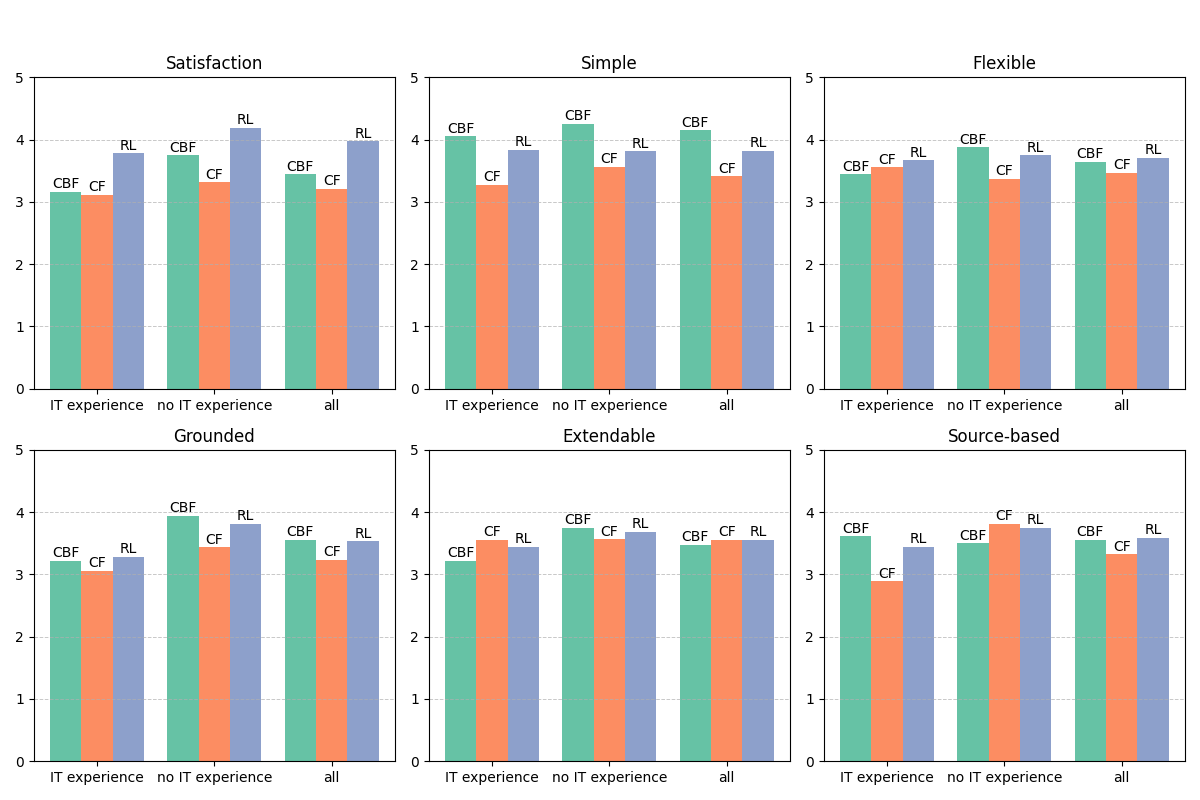 Satisfaction
5
4
3
2
1
0
CBF CF RL
CBF CF RL
CBF CF RL
IT experience no IT experience all
Simple
5
4
3
2
1
0
CBF CF RL
CBF CF RL
CBF CF RL
IT experience no IT experience all
Flexible
5
4
3
2
1
0
CBF CF RL
CBF CF RL
CBF CF RL
IT experience no IT experience all
Grounded
5
4
3
2
1
0
CBF CF RL
CBF CF RL
CBF CF RL
IT experience no IT experience all
Extendable
5
4
3
2
1
0
CBF CF RL
CBF CF RL
CBF CF RL
IT experience no IT experience all
Source-based
5
4
3
2
1
0
CBF CF RL
CBF CF RL
CBF CF RL
IT experience no IT experience all